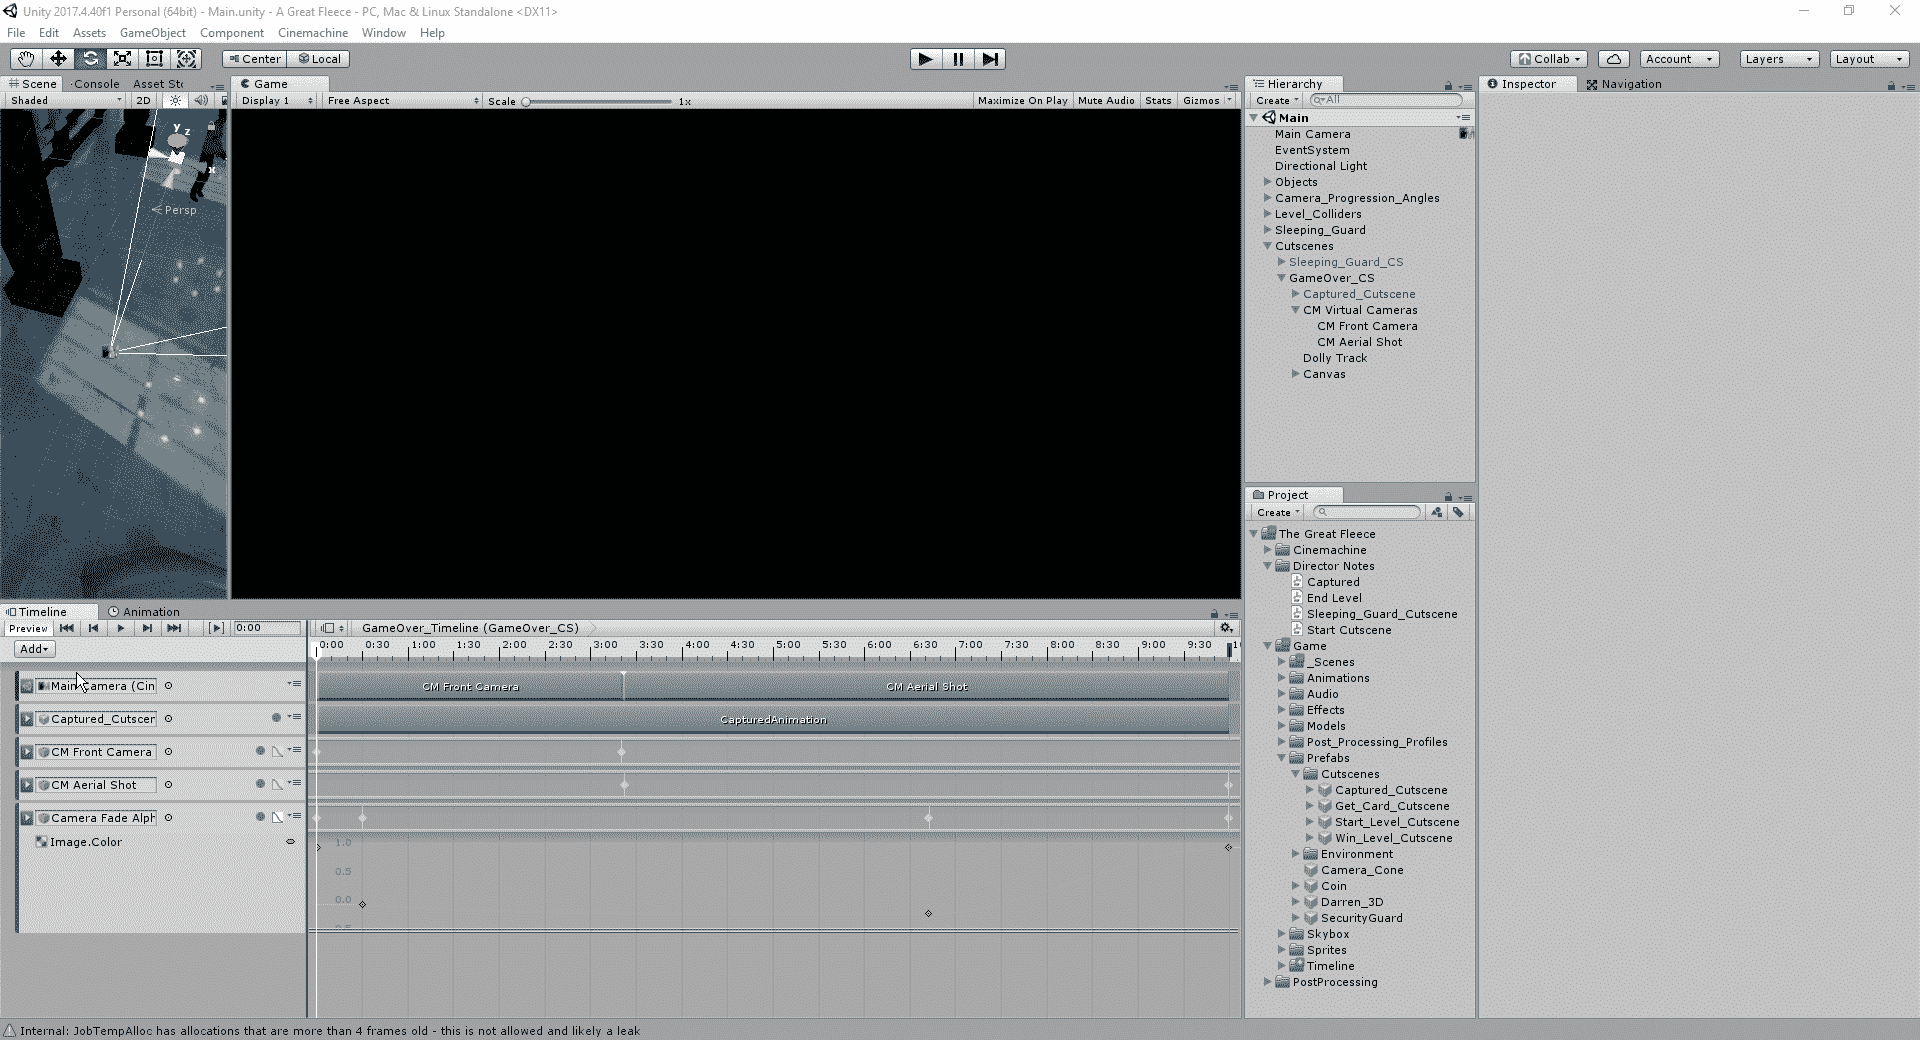 Unity 2017.4.40f1 Personal (64bit) - Main.unity - A Great Fleece - PC, Mac & Linux Standalone <DX11>
File Edit Assets GameObject Component Cinemachine Window Help
Center Local Collab Account Layers Layout
Scene Console Asset Sto Game Hierarchy Inspector Navigation
Shaded 2D Display 1 Free Aspect Scale 1x Maximize On Play Mute Audio Stats Gizmos Create All
Main
Main Camera
EventSystem
Directional Light
Objects
Camera_Progression_Angles
Level_Colliders
Sleeping_Guard
Cutscenes
Sleeping_Guard_CS
GameOver_CS
Captured_Cutscene
CM Virtual Cameras
CM Front Camera
CM Aerial Shot
Dolly Track
Canvas
y z
x
Persp
Project
Create
The Great Fleece
Cinemachine
Director Notes
Captured
End Level
Sleeping_Guard_Cutscene
Start Cutscene
Game
_Scenes
Animations
Audio
Effects
Models
Post_Processing_Profiles
Prefabs
Cutscenes
Captured_Cutscene
Get_Card_Cutscene
Start_Level_Cutscene
Win_Level_Cutscene
Environment
Camera_Cone
Coin
Darren_3D
SecurityGuard
Skybox
Sprites
Timeline
PostProcessing
Timeline Animation
Preview 0:00 GameOver_Timeline (GameOver_CS)
Add
0:00 0:30 1:00 1:30 2:00 2:30 3:00 3:30 4:00 4:30 5:00 5:30 6:00 6:30 7:00 7:30 8:00 8:30 9:00 9:30 10
Main Camera (Cin CM Front Camera CM Aerial Shot
Captured_Cutscer CapturedAnimation
CM Front Camera
CM Aerial Shot
Camera Fade Alph
Image.Color
1.0
0.5
0.0
Internal: JobTempAlloc has allocations that are more than 4 frames old - this is not allowed and likely a leak